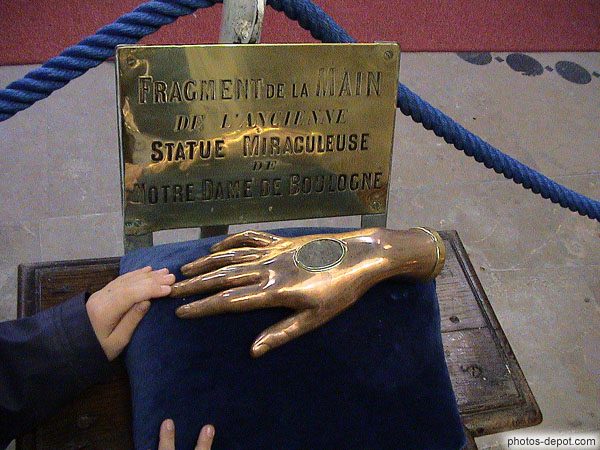 FRAGMENT DE LA MAIN
DE L'ANCIENNE
STATUE MIRACULEUSE
DE
NOTRE-DAME DE BOULOGNE
photos-depot.com